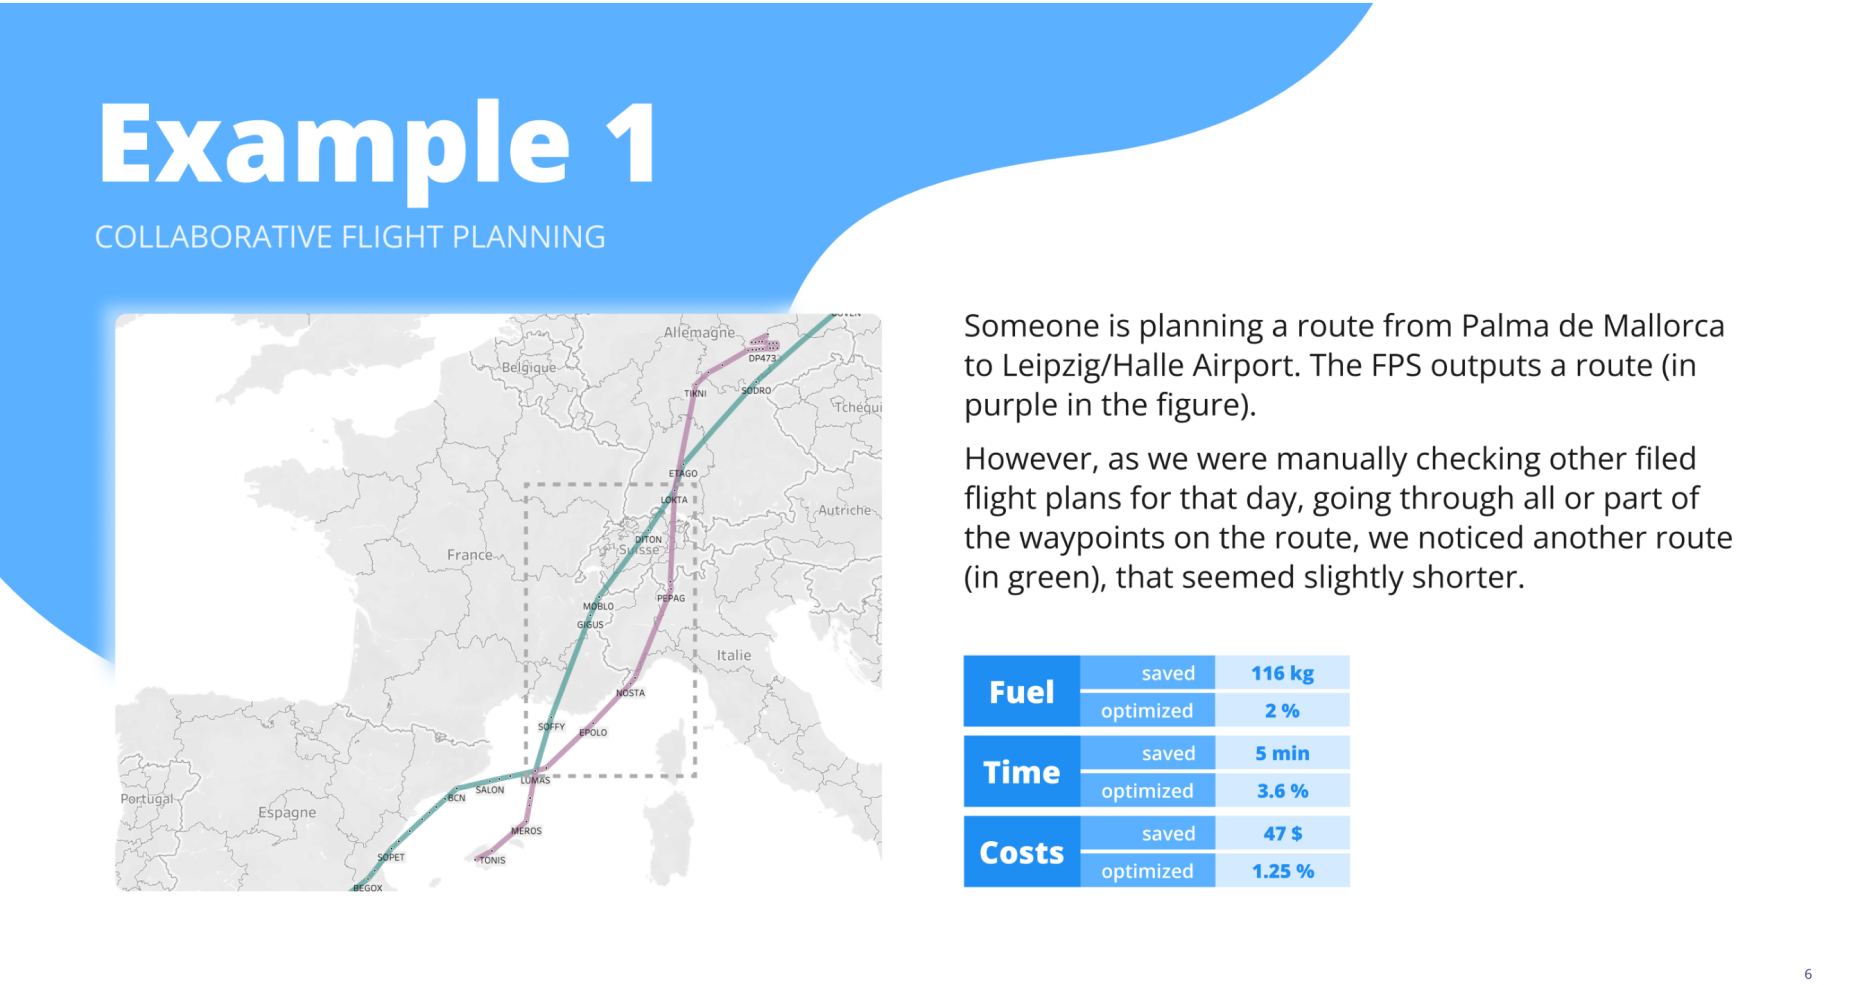 Example 1
COLLABORATIVE FLIGHT PLANNING
Allemagne
DP473
Belgique
TIKNI
SODRO
Tchéqui
ETAGO
LOKTA
Autriche
DITON
Suisse
France
MOBLO
PEPAG
GIGUS
Italie
NOSTA
SOFFY
EPOLO
LUMAS
SALON
BCN
Portugal
Espagne
MEROS
SOPET
TONIS
BEGOX
Someone is planning a route from Palma de Mallorca
to Leipzig/Halle Airport. The FPS outputs a route (in
purple in the figure).
However, as we were manually checking other filed
flight plans for that day, going through all or part of
the waypoints on the route, we noticed another route
(in green), that seemed slightly shorter.
Fuel
saved 116 kg
optimized 2 %
Time
saved 5 min
optimized 3.6 %
Costs
saved 47 $
optimized 1.25 %
6